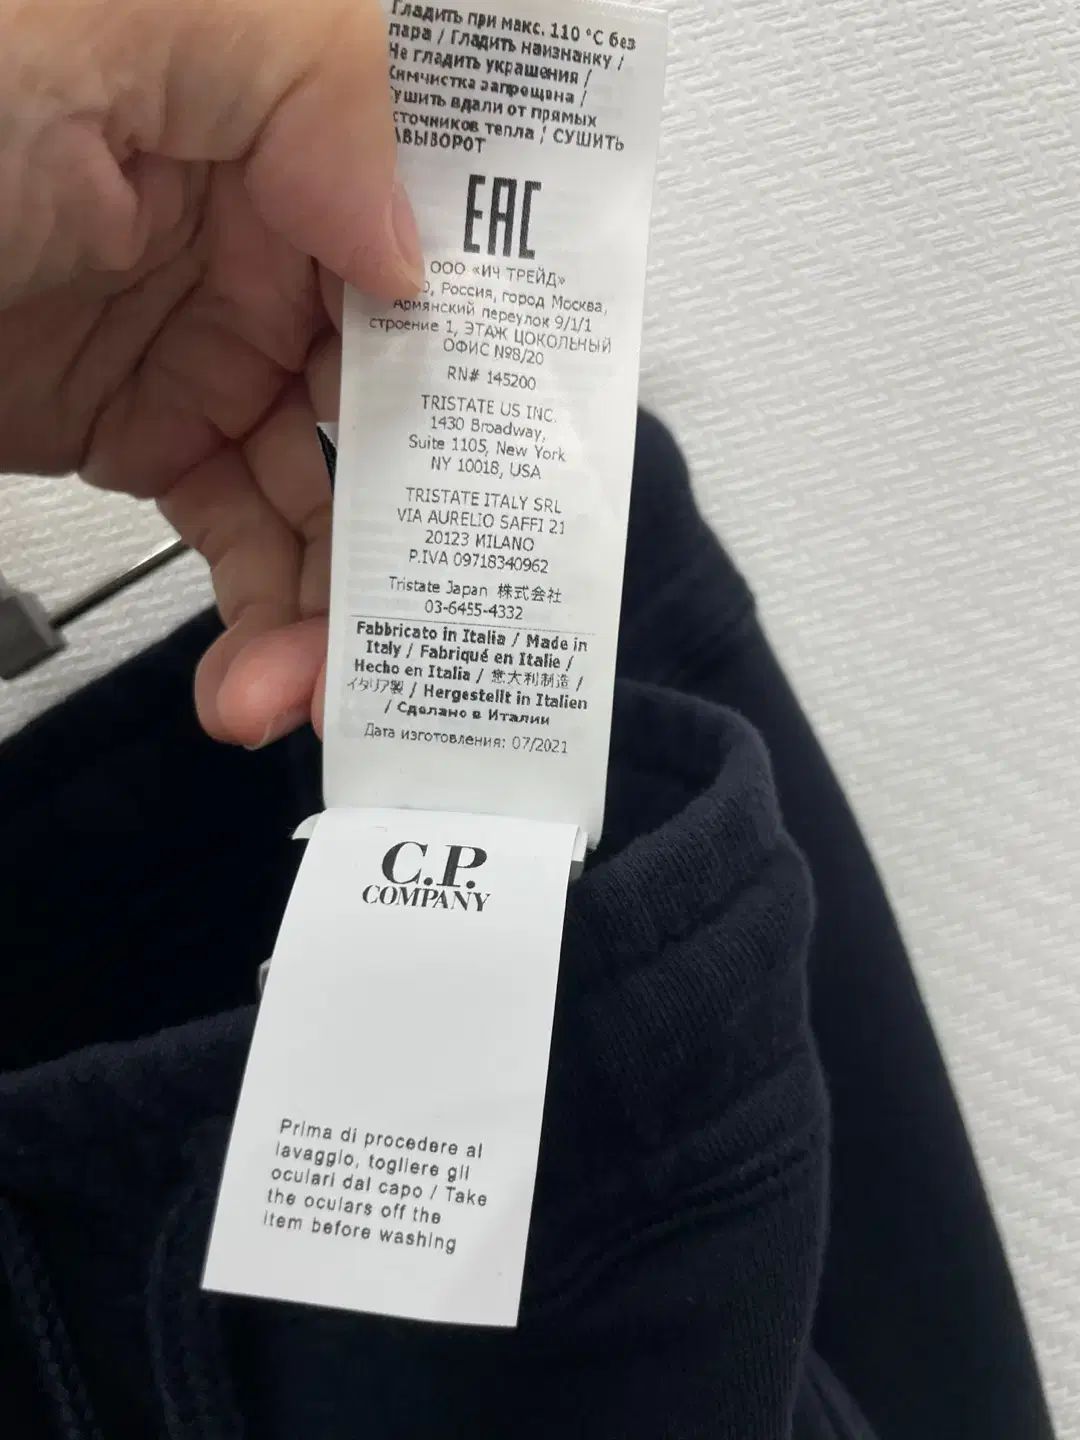 Гладить при макс. 110 °C без
пара / Гладить наизнанку /
Не гладить украшения /
Химчистка запрещена /
Сушить вдали от прямых
источников тепла / СУШИТЬ
НАВЫВОРОТ
EAC
ООО «ИЧ ТРЕЙД»
Россия, город Москва,
Армянский переулок 9/1/1
строение 1, ЭТАЖ ЦОКОЛЬНЫЙ
ОФИС №8/20
RN# 145200
TRISTATE US INC.
1430 Broadway,
Suite 1105, New York
NY 10018, USA
TRISTATE ITALY SRL
VIA AURELIO SAFFI 21
20123 MILANO
P.IVA 09718340962
Tristate Japan 株式会社
03-6455-4332
Fabbricato in Italia / Made in
Italy / Fabriqué en Italie /
Hecho en Italia / 意大利制造 /
イタリア製 / Hergestellt in Italien
/ Сделано в Италии
Дата изготовления: 07/2021
C.P.
COMPANY
Prima di procedere al
lavaggio, togliere gli
oculari dal capo / Take
the oculars off the
item before washing